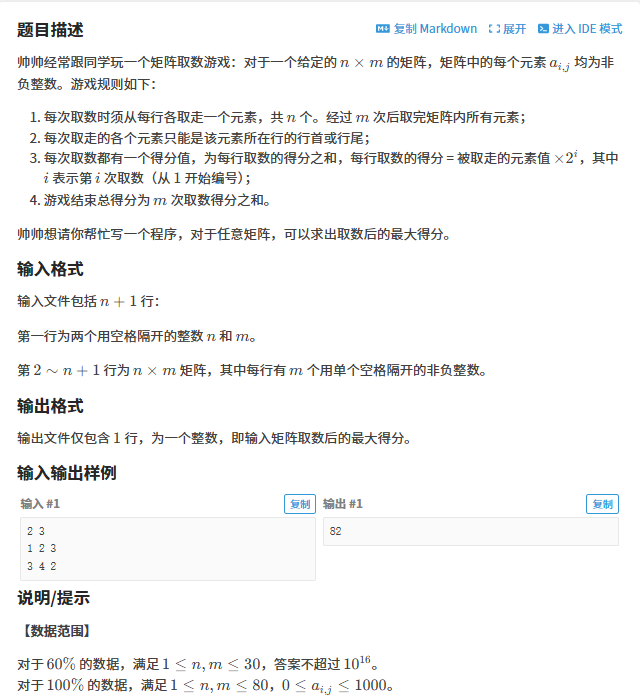 题目描述 复制 Markdown 展开 进入 IDE 模式
帅帅经常跟同学玩一个矩阵取数游戏：对于一个给定的 n × m 的矩阵，矩阵中的每个元素 a_{i,j} 均为非
负整数。游戏规则如下：
1. 每次取数时须从每行各取走一个元素，共 n 个。经过 m 次后取完矩阵内所有元素；
2. 每次取走的各个元素只能是该元素所在行的行首或行尾；
3. 每次取数都有一个得分值，为每行取数的得分之和，每行取数的得分 = 被取走的元素值 ×2^i，其中
i 表示第 i 次取数（从 1 开始编号）；
4. 游戏结束总得分为 m 次取数得分之和。
帅帅想请你帮忙写一个程序，对于任意矩阵，可以求出取数后的最大得分。
输入格式
输入文件包括 n + 1 行：
第一行为两个用空格隔开的整数 n 和 m。
第 2 ∼ n + 1 行为 n × m 矩阵，其中每行有 m 个用单个空格隔开的非负整数。
输出格式
输出文件仅包含 1 行，为一个整数，即输入矩阵取数后的最大得分。
输入输出样例
输入 #1 复制 输出 #1 复制
2 3 82
1 2 3
3 4 2
说明/提示
【数据范围】
对于 60% 的数据，满足 1 ≤ n, m ≤ 30，答案不超过 10^{16}。
对于 100% 的数据，满足 1 ≤ n, m ≤ 80，0 ≤ a_{i,j} ≤ 1000。